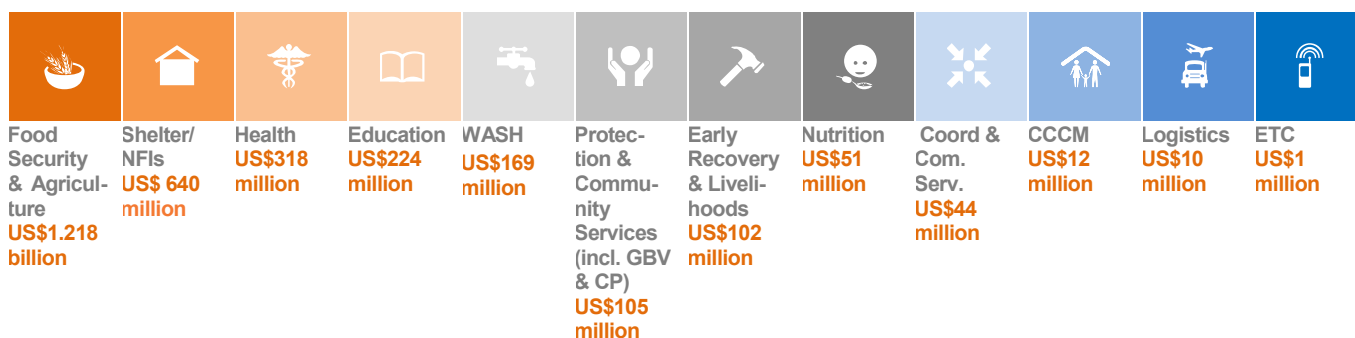 Food
Security
& Agricul-
ture
US$1.218
billion
Shelter/
NFIs
US$ 640
million
Health
US$318
million
Education
US$224
million
WASH
US$169
million
Protec-
tion &
Commu-
nity
Services
(incl. GBV
& CP)
US$105
million
Early
Recovery
& Liveli-
hoods
US$102
million
Nutrition
US$51
million
Coord &
Com.
Serv.
US$44
million
CCCM
US$12
million
Logistics
US$10
million
ETC
US$1
million